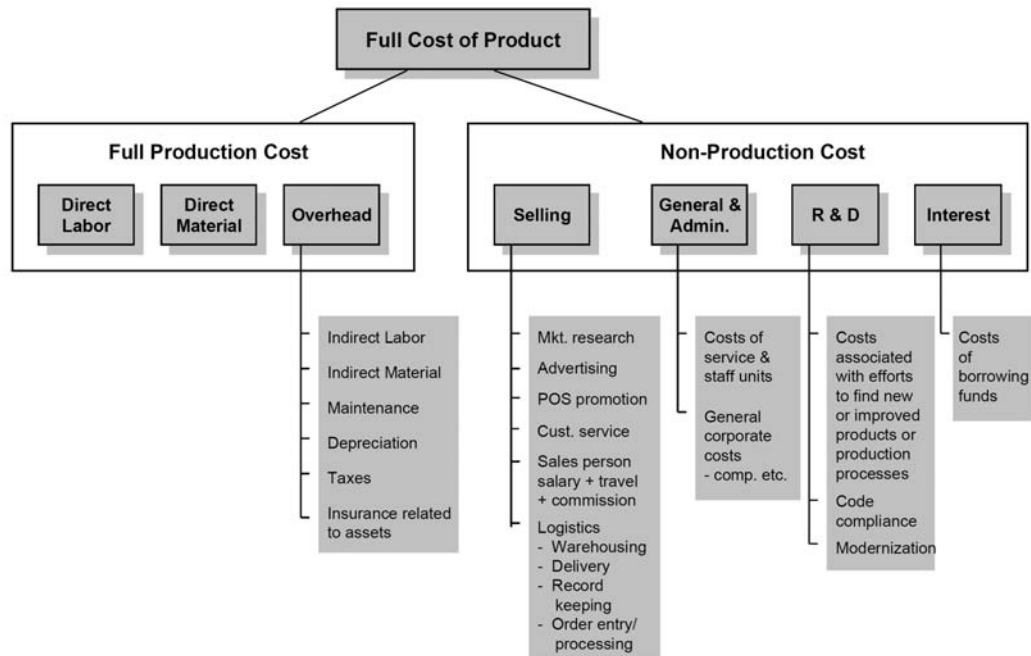 Full Cost of Product
Full Production Cost
Direct
Labor
Direct
Material
Overhead
Indirect Labor
Indirect Material
Maintenance
Depreciation
Taxes
Insurance related
to assets
Non-Production Cost
Selling
General &
Admin.
R & D
Interest
Mkt. research
Advertising
POS promotion
Cust. service
Sales person
salary + travel
+ commission
Logistics
- Warehousing
- Delivery
- Record
keeping
- Order entry/
processing
Costs of
service &
staff units
General
corporate
costs
- comp. etc.
Costs
associated
with efforts
to find new
or improved
products or
production
processes
Code
compliance
Modernization
Costs
of
borrowing
funds